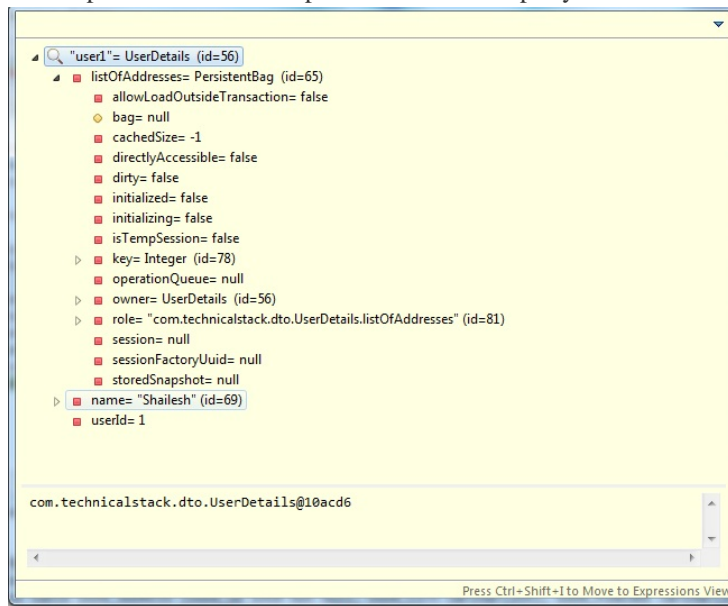 "user1"= UserDetails (id=56)
listOfAddresses= PersistentBag (id=65)
allowLoadOutsideTransaction= false
bag= null
cachedSize= -1
directlyAccessible= false
dirty= false
initialized= false
initializing= false
isTempSession= false
key= Integer (id=78)
operationQueue= null
owner= UserDetails (id=56)
role= "com.technicalstack.dto.UserDetails.listOfAddresses" (id=81)
session= null
sessionFactoryUuid= null
storedSnapshot= null
name= "Shailesh" (id=69)
userId= 1
com.technicalstack.dto.UserDetails@10acd6
Press Ctrl+Shift+I to Move to Expressions View